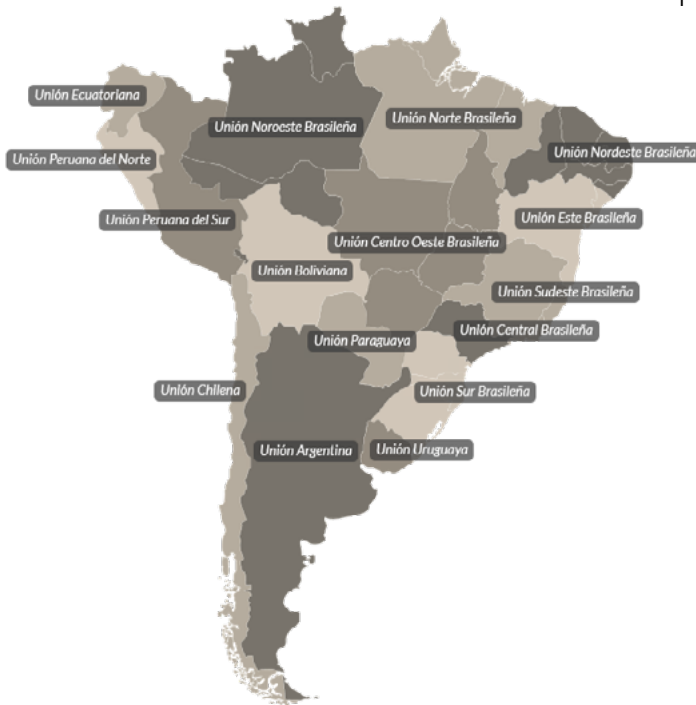 Unión Ecuatoriana
Unión Noroeste Brasileña
Unión Norte Brasileña
Unión Nordeste Brasileña
Unión Peruana del Norte
Unión Peruana del Sur
Unión Este Brasileña
Unión Centro Oeste Brasileña
Unión Boliviana
Unión Sudeste Brasileña
Unión Central Brasileña
Unión Paraguaya
Unión Chilena
Unión Sur Brasileña
Unión Argentina
Unión Uruguaya